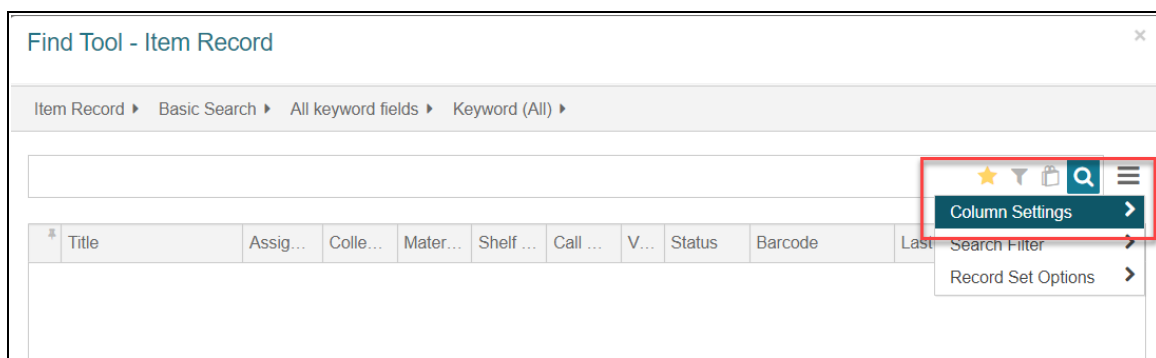 Find Tool - Item Record
Item Record Basic Search All keyword fields Keyword (All)
Column Settings
Title Assig... Colle... Mater... Shelf ... Call ... V... Status Barcode Last
Search Filter
Record Set Options